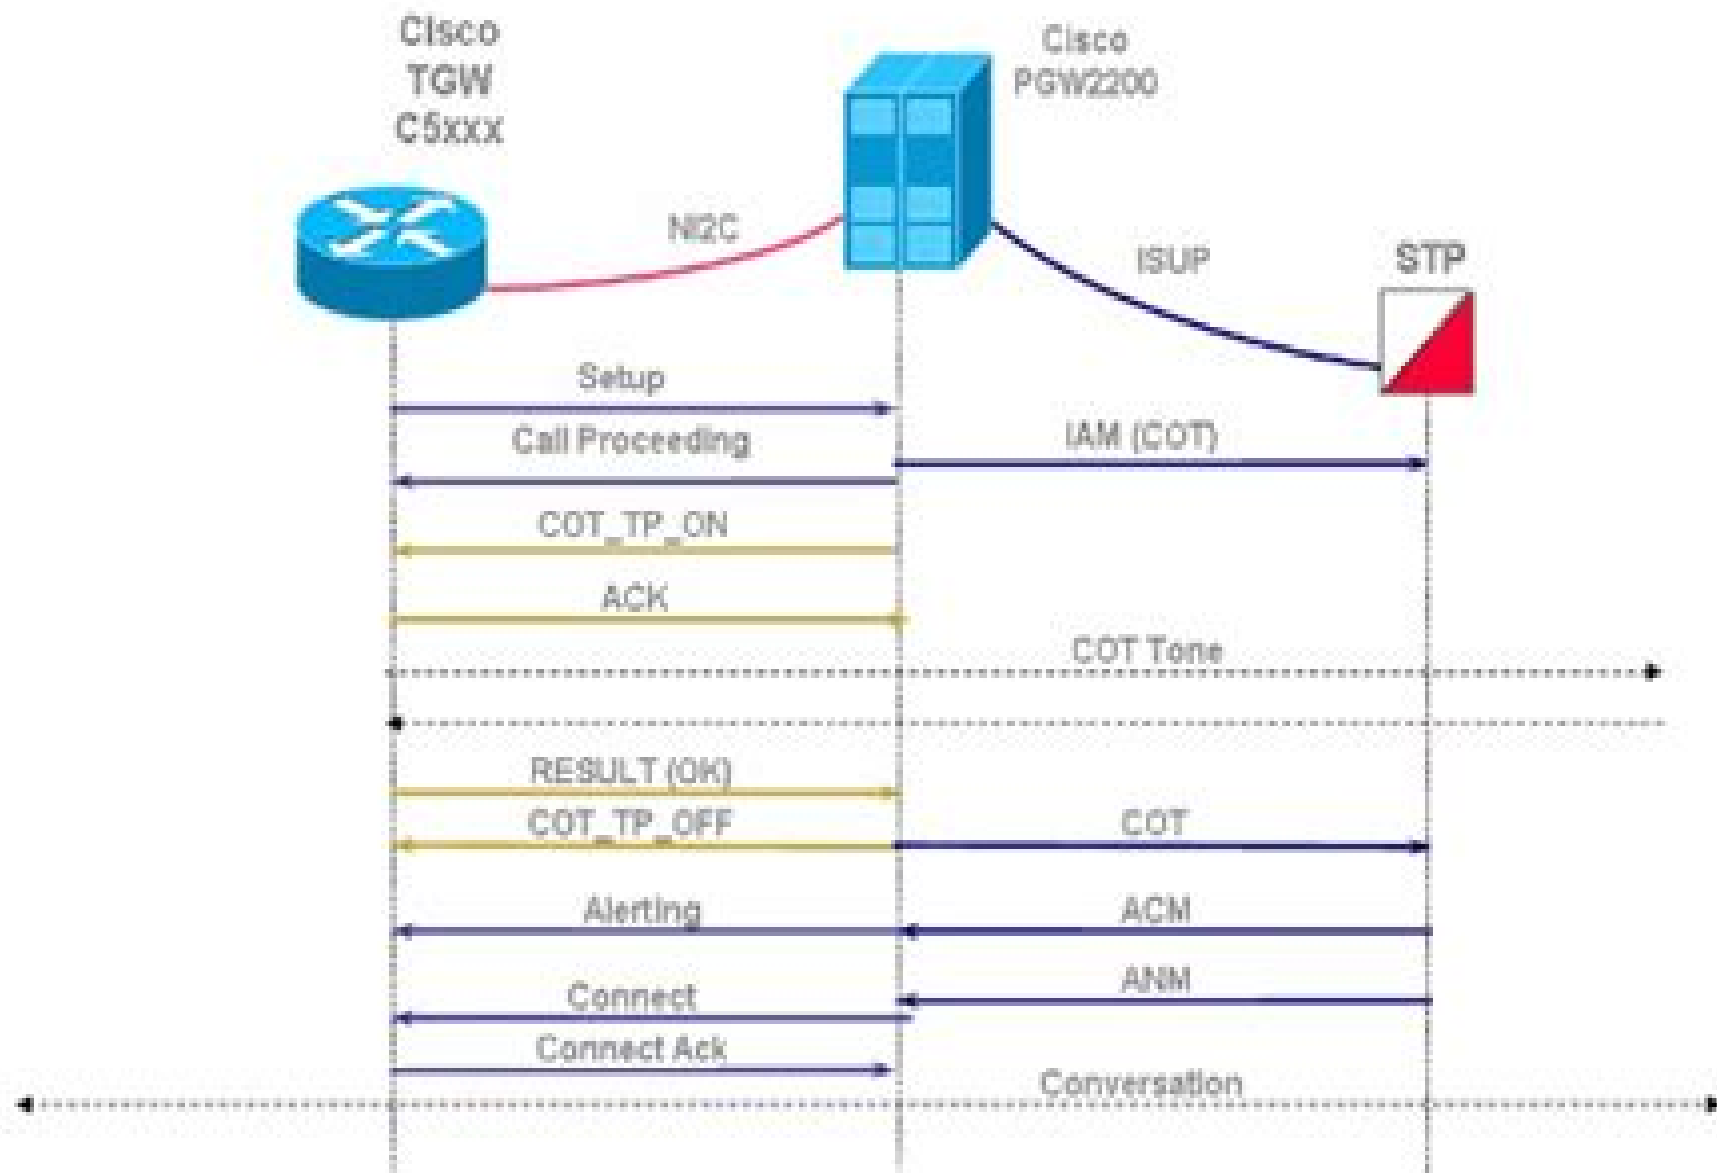 Cisco
TGW
C5xxx
Cisco
PGW2200
NI2C
ISUP
STP
Setup
Call Proceeding
IAM (COT)
COT_TP_ON
ACK
COT Tone
RESULT (OK)
COT_TP_OFF
COT
Alerting
ACM
ANM
Connect
Connect Ack
Conversation